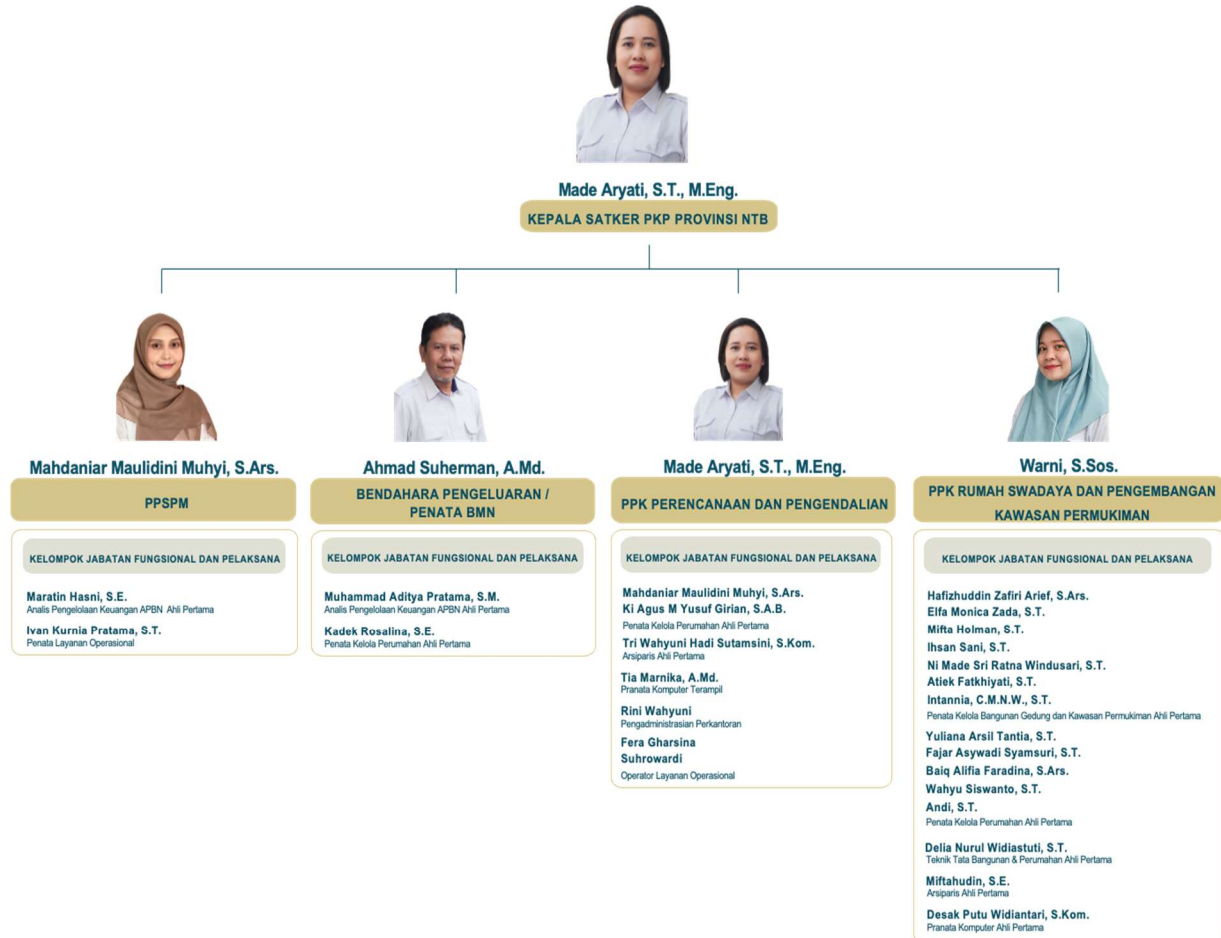 Made Aryati, S.T., M.Eng.
KEPALA SATKER PKP PROVINSI NTB
Mahdaniar Maulidini Muhyi, S.Ars.
PPSPM
KELOMPOK JABATAN FUNGSIONAL DAN PELAKSANA
Maratin Hasni, S.E.
Analis Pengelolaan Keuangan APBN Ahli Pertama
Ivan Kurnia Pratama, S.T.
Penata Layanan Operasional
Ahmad Suherman, A.Md.
BENDAHARA PENGELUARAN /
PENATA BMN
KELOMPOK JABATAN FUNGSIONAL DAN PELAKSANA
Muhammad Aditya Pratama, S.M.
Analis Pengelolaan Keuangan APBN Ahli Pertama
Kadek Rosalina, S.E.
Penata Kelola Perumahan Ahli Pertama
Made Aryati, S.T., M.Eng.
PPK PERENCANAAN DAN PENGENDALIAN
KELOMPOK JABATAN FUNGSIONAL DAN PELAKSANA
Mahdaniar Maulidini Muhyi, S.Ars.
Ki Agus M Yusuf Girian, S.A.B.
Penata Kelola Perumahan Ahli Pertama
Tri Wahyuni Hadi Sutamsini, S.Kom.
Arsiparis Ahli Pertama
Tia Marnika, A.Md.
Pranata Komputer Terampil
Rini Wahyuni
Pengadministrasian Perkantoran
Fera Gharsina
Suhrowardi
Operator Layanan Operasional
Warni, S.Sos.
PPK RUMAH SWADAYA DAN PENGEMBANGAN
KAWASAN PERMUKIMAN
KELOMPOK JABATAN FUNGSIONAL DAN PELAKSANA
Hafizhuddin Zafiri Arief, S.Ars.
Elfa Monica Zada, S.T.
Mifta Holman, S.T.
Ihsan Sani, S.T.
Ni Made Sri Ratna Windusari, S.T.
Atiek Fatkhiyati, S.T.
Intannia, C.M.N.W., S.T.
Penata Kelola Bangunan Gedung dan Kawasan Permukiman Ahli Pertama
Yuliana Arsil Tantia, S.T.
Fajar Asywadi Syamsuri, S.T.
Baiq Alifia Faradina, S.Ars.
Wahyu Siswanto, S.T.
Andi, S.T.
Penata Kelola Perumahan Ahli Pertama
Delia Nurul Widiastuti, S.T.
Teknik Tata Bangunan & Perumahan Ahli Pertama
Miftahudin, S.E.
Arsiparis Ahli Pertama
Desak Putu Widiantari, S.Kom.
Pranata Komputer Ahli Pertama